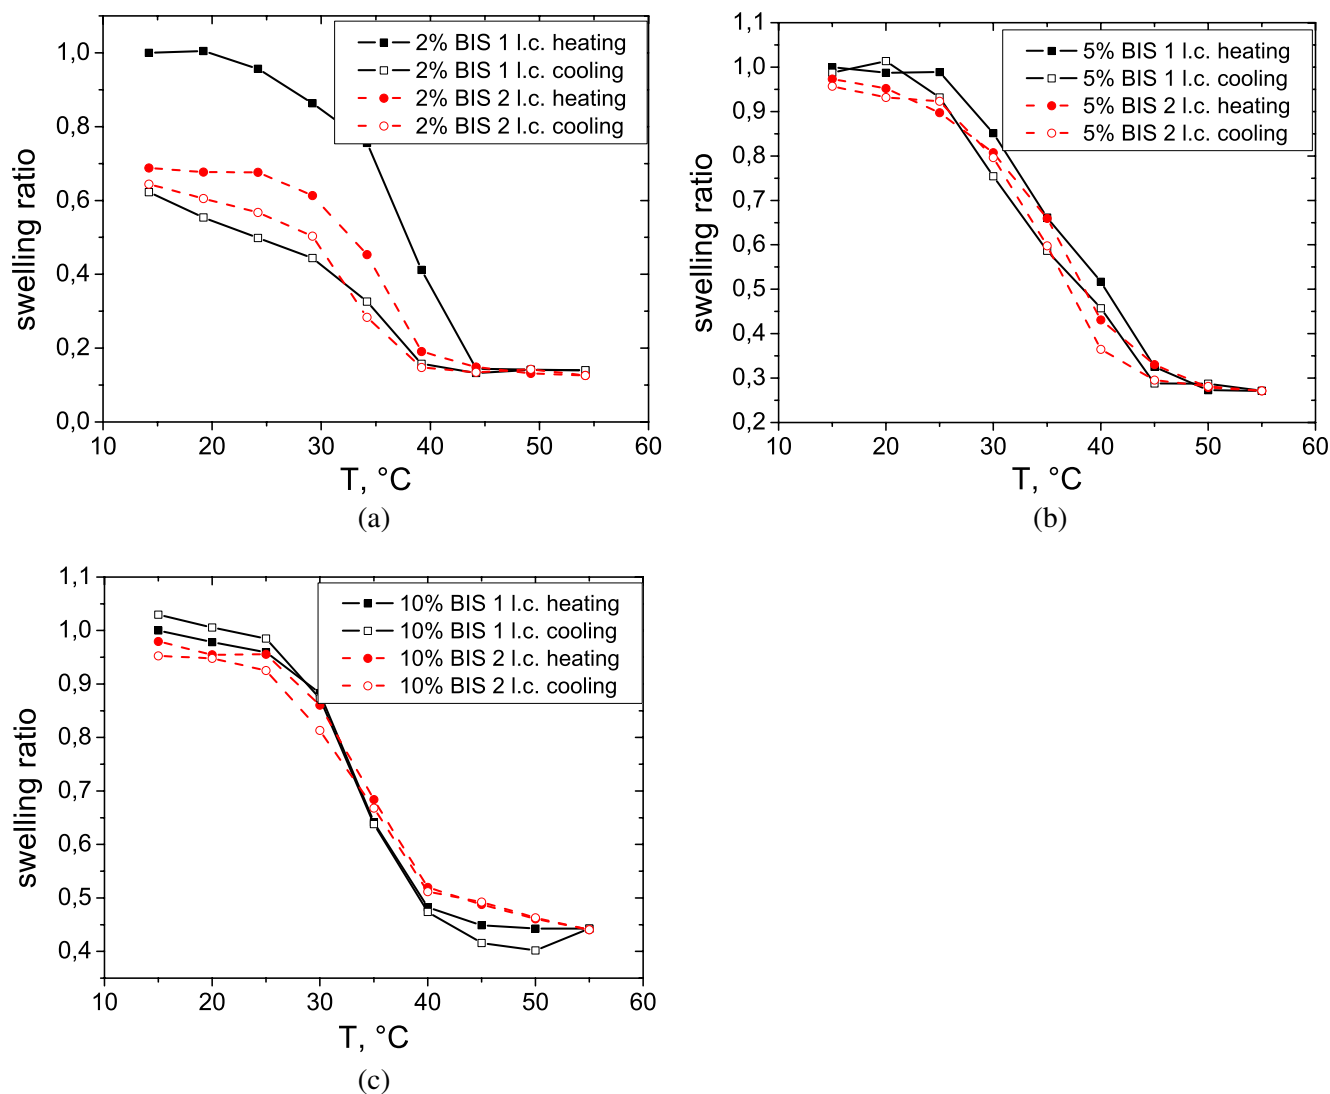 2% BIS 1 l.c. heating
2% BIS 1 l.c. cooling
2% BIS 2 l.c. heating
2% BIS 2 l.c. cooling
1,0
0,8
0,6
0,4
0,2
0,0
swelling ratio
10 20 30 40 50 60
T, °C
(a)
5% BIS 1 l.c. heating
5% BIS 1 l.c. cooling
5% BIS 2 l.c. heating
5% BIS 2 l.c. cooling
1,1
1,0
0,9
0,8
0,7
0,6
0,5
0,4
0,3
0,2
swelling ratio
10 20 30 40 50 60
T, °C
(b)
10% BIS 1 l.c. heating
10% BIS 1 l.c. cooling
10% BIS 2 l.c. heating
10% BIS 2 l.c. cooling
1,1
1,0
0,9
0,8
0,7
0,6
0,5
0,4
swelling ratio
10 20 30 40 50 60
T, °C
(c)